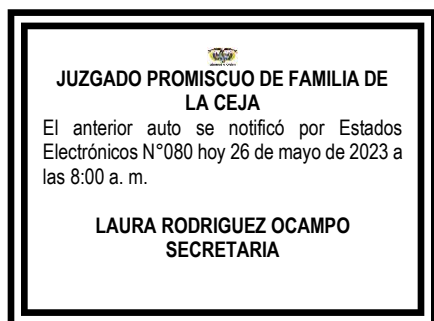 JUZGADO PROMISCUO DE FAMILIA DE
LA CEJA
El anterior auto se notificó por Estados
Electrónicos N°080 hoy 26 de mayo de 2023 a
las 8:00 a. m.
LAURA RODRIGUEZ OCAMPO
SECRETARIA